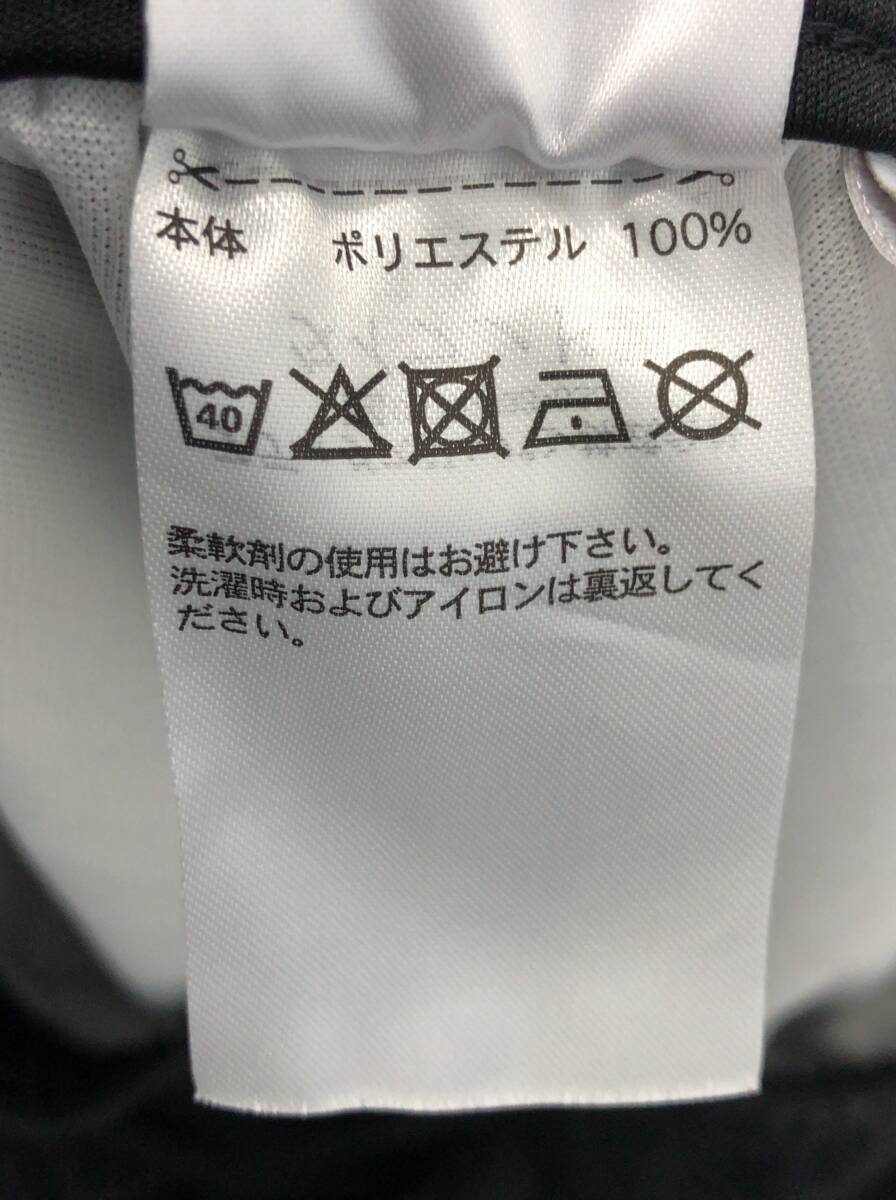 本体 ポリエステル 100%
40
柔軟剤の使用はお避け下さい。
洗濯時およびアイロンは裏返してく
ださい。